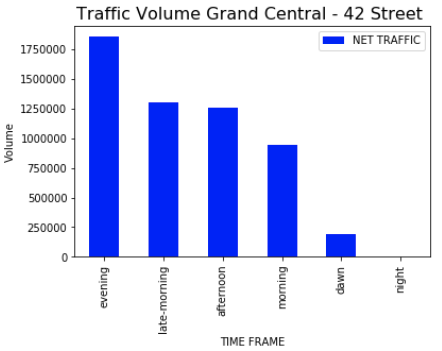 Traffic Volume Grand Central - 42 Street
NET TRAFFIC
1750000
1500000
1250000
1000000
750000
500000
250000
0
Volume
evening
late-morning
afternoon
morning
dawn
night
TIME FRAME